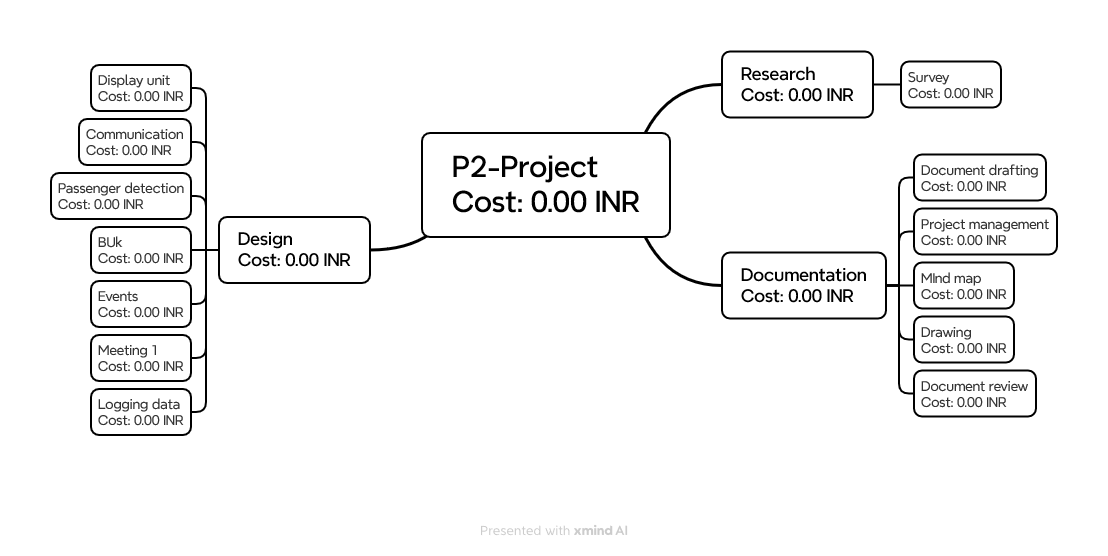 P2-Project
Cost: 0.00 INR
Research
Cost: 0.00 INR
Survey
Cost: 0.00 INR
Documentation
Cost: 0.00 INR
Document drafting
Cost: 0.00 INR
Project management
Cost: 0.00 INR
MInd map
Cost: 0.00 INR
Drawing
Cost: 0.00 INR
Document review
Cost: 0.00 INR
Design
Cost: 0.00 INR
Display unit
Cost: 0.00 INR
Communication
Cost: 0.00 INR
Passenger detection
Cost: 0.00 INR
BUk
Cost: 0.00 INR
Events
Cost: 0.00 INR
Meeting 1
Cost: 0.00 INR
Logging data
Cost: 0.00 INR
Presented with xmind AI